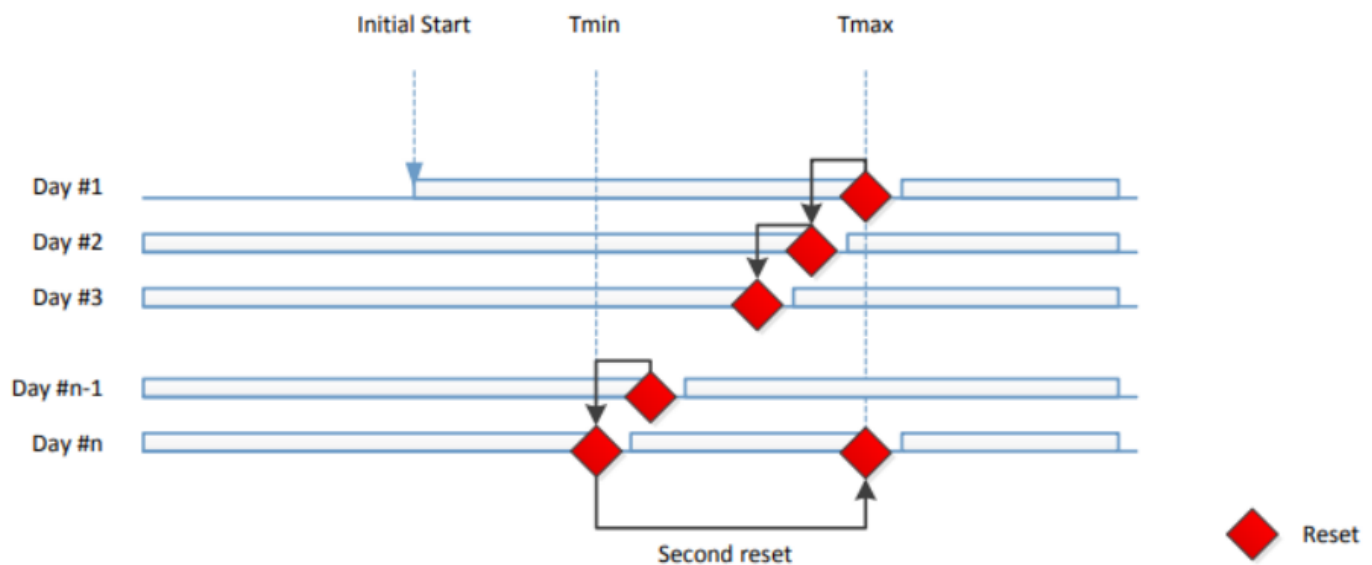 Initial Start Tmin Tmax
Day #1
Day #2
Day #3
Day #n-1
Day #n
Second reset
Reset